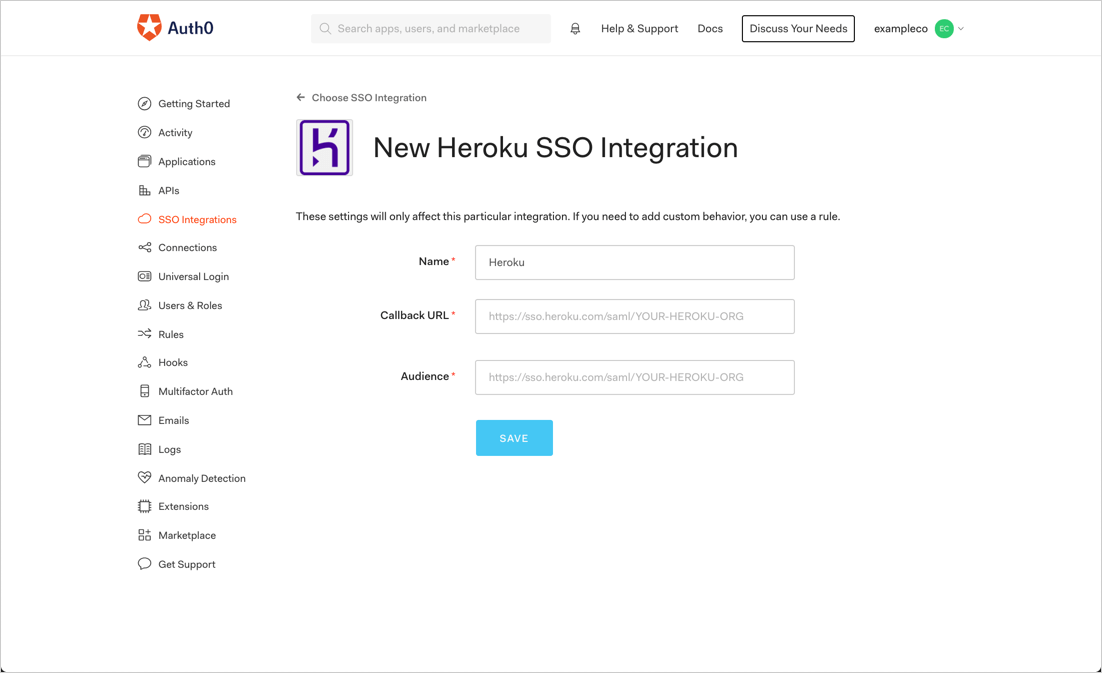 Auth0
Search apps, users, and marketplace
Help & Support
Docs
Discuss Your Needs
exampleco
EC
Getting Started
Activity
Applications
APIs
SSO Integrations
Connections
Universal Login
Users & Roles
Rules
Hooks
Multifactor Auth
Emails
Logs
Anomaly Detection
Extensions
Marketplace
Get Support
Choose SSO Integration
New Heroku SSO Integration
These settings will only affect this particular integration. If you need to add custom behavior, you can use a rule.
Name *
Heroku
Callback URL *
https://sso.heroku.com/saml/YOUR-HEROKU-ORG
Audience *
https://sso.heroku.com/saml/YOUR-HEROKU-ORG
SAVE